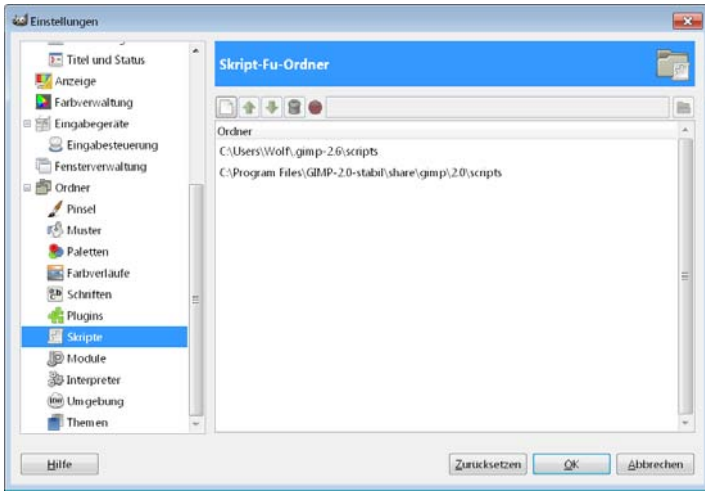 Einstellungen
Titel und Status
Anzeige
Farbverwaltung
Eingabegeräte
Eingabesteuerung
Fensterverwaltung
Ordner
Pinsel
Muster
Paletten
Farbverläufe
Schriften
Plugins
Skripte
Module
Interpreter
Umgebung
Themen
Skript-Fu-Ordner
Ordner
C:\Users\Wolf\.gimp-2.6\scripts
C:\Program Files\GIMP-2.0-stabil\share\gimp\2.0\scripts
Hilfe
Zurücksetzen
OK
Abbrechen